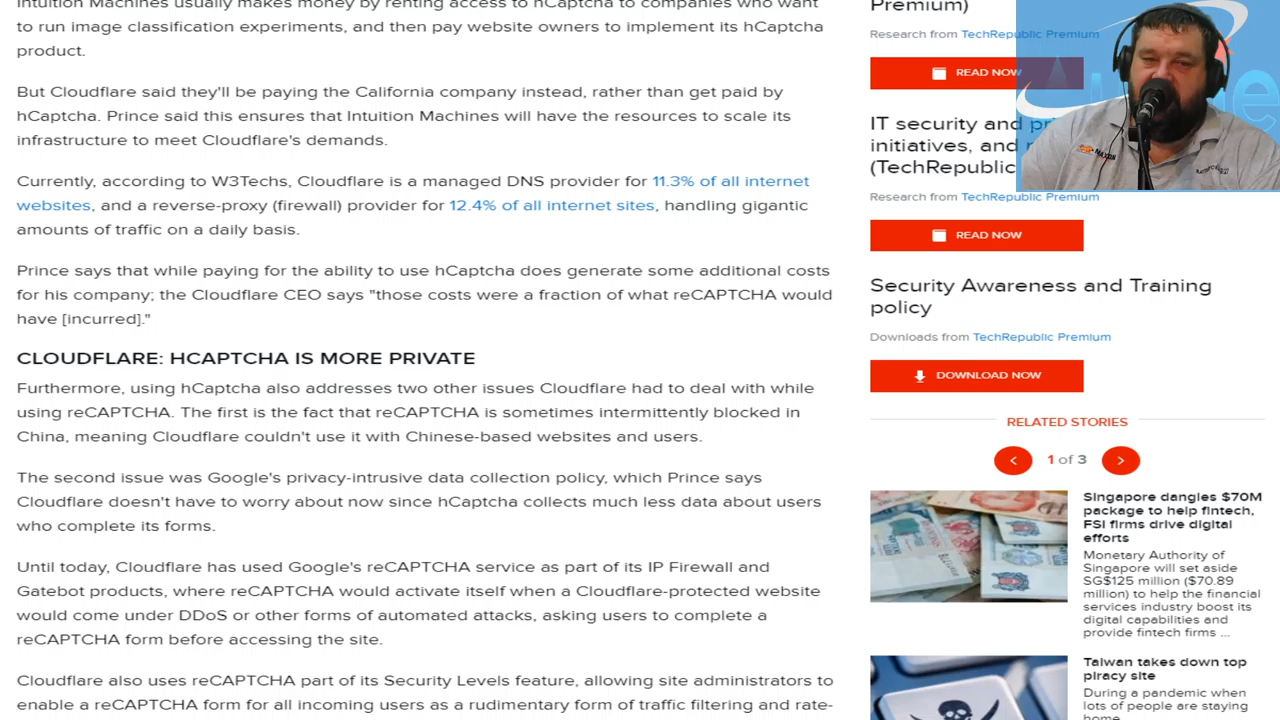 Intuition Machines usually makes money by renting access to hCaptcha to companies who want
to run image classification experiments, and then pay website owners to implement its hCaptcha
product.
But Cloudflare said they'll be paying the California company instead, rather than get paid by
hCaptcha. Prince said this ensures that Intuition Machines will have the resources to scale its
infrastructure to meet Cloudflare's demands.
Currently, according to W3Techs, Cloudflare is a managed DNS provider for 11.3% of all internet
websites, and a reverse-proxy (firewall) provider for 12.4% of all internet sites, handling gigantic
amounts of traffic on a daily basis.
Prince says that while paying for the ability to use hCaptcha does generate some additional costs
for his company; the Cloudflare CEO says "those costs were a fraction of what reCAPTCHA would
have [incurred]."
CLOUDFLARE: HCAPTCHA IS MORE PRIVATE
Furthermore, using hCaptcha also addresses two other issues Cloudflare had to deal with while
using reCAPTCHA. The first is the fact that reCAPTCHA is sometimes intermittently blocked in
China, meaning Cloudflare couldn't use it with Chinese-based websites and users.
The second issue was Google's privacy-intrusive data collection policy, which Prince says
Cloudflare doesn't have to worry about now since hCaptcha collects much less data about users
who complete its forms.
Until today, Cloudflare has used Google's reCAPTCHA service as part of its IP Firewall and
Gatebot products, where reCAPTCHA would activate itself when a Cloudflare-protected website
would come under DDoS or other forms of automated attacks, asking users to complete a
reCAPTCHA form before accessing the site.
Cloudflare also uses reCAPTCHA part of its Security Levels feature, allowing site administrators to
enable a reCAPTCHA form for all incoming users as a rudimentary form of traffic filtering and rate-
Premium)
Research from TechRepublic Premium
READ NOW
IT security and
initiatives, and
(TechRepublic
Research from TechRepublic Premium
READ NOW
Security Awareness and Training
policy
Downloads from TechRepublic Premium
DOWNLOAD NOW
RELATED STORIES
1 of 3
Singapore dangles $70M
package to help fintech,
FSI firms drive digital
efforts
Monetary Authority of
Singapore will set aside
SG$125 million ($70.89
million) to help the financial
services industry boost its
digital capabilities and
provide fintech firms ...
Taiwan takes down top
piracy site
During a pandemic when
lots of people are staying
home